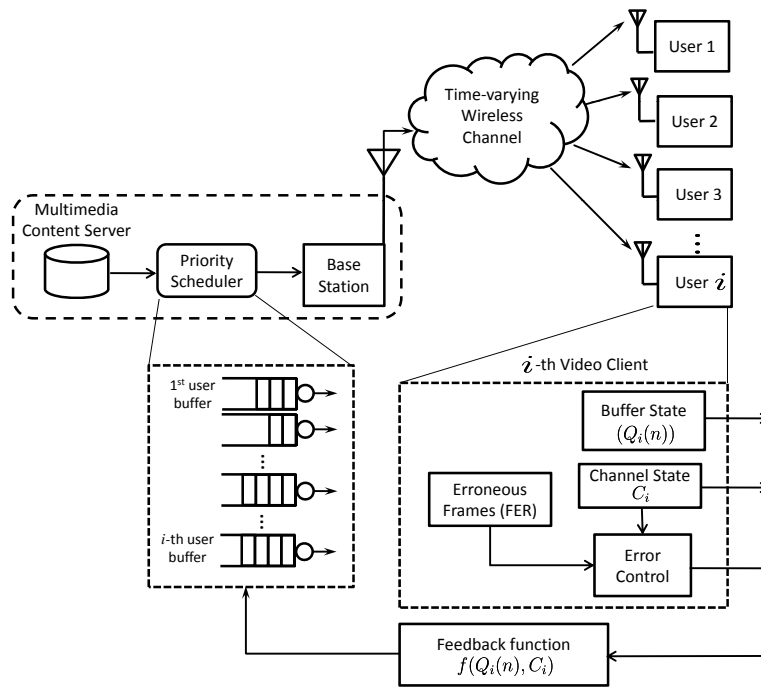 User 1
Time-varying
Wireless
Channel
User 2
User 3
Multimedia
Content Server
Priority
Scheduler
Base
Station
User i
i-th Video Client
1st user
buffer
Buffer State
(Q_i(n))
Channel State
C_i
Erroneous
Frames (FER)
i-th user
buffer
Error
Control
Feedback function
f(Q_i(n), C_i)